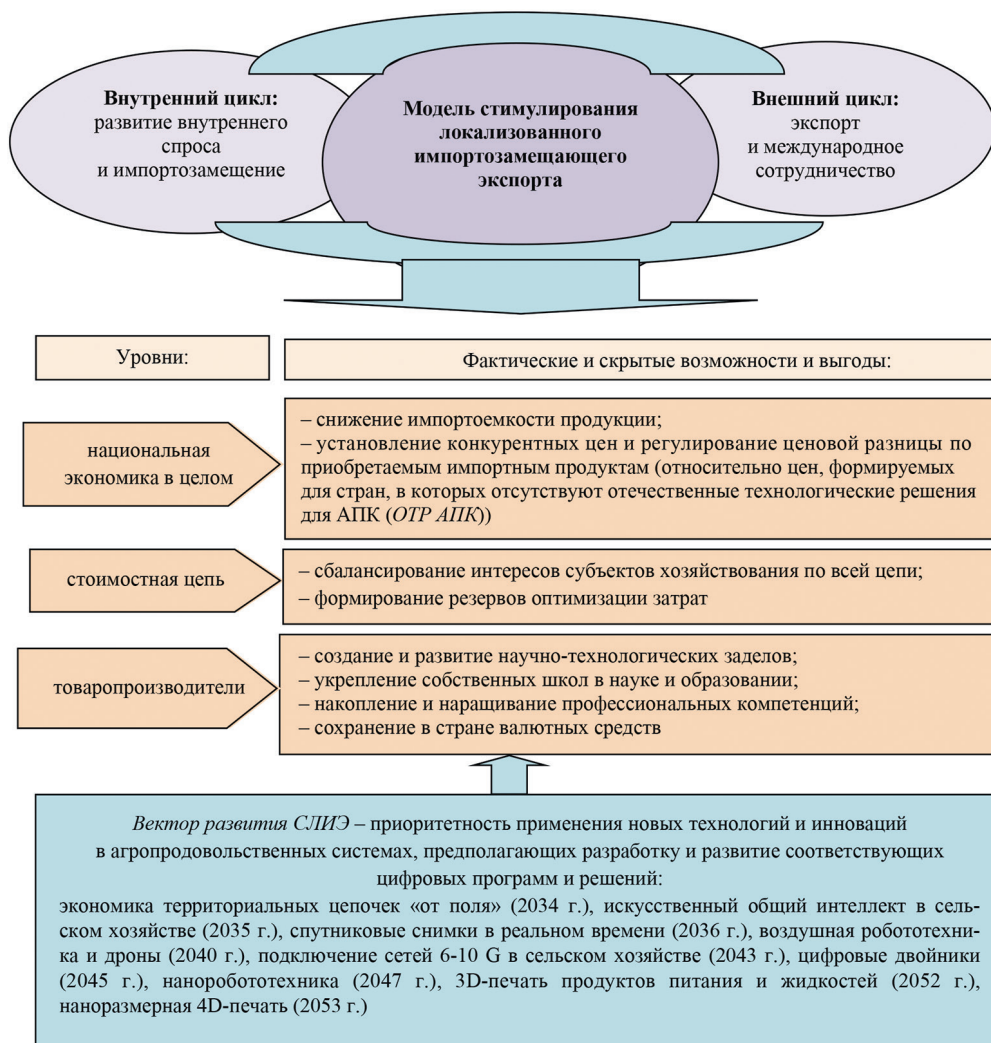 Внутренний цикл:
развитие внутреннего
спроса
и импортозамещение
Модель стимулирования
локализованного
импортозамещающего
экспорта
Внешний цикл:
экспорт
и международное
сотрудничество
Уровни:
Фактические и скрытые возможности и выгоды:
национальная
экономика в целом
– снижение импортоемкости продукции;
– установление конкурентных цен и регулирование ценовой разницы по
приобретаемым импортным продуктам (относительно цен, формируемых
для стран, в которых отсутствуют отечественные технологические решения
для АПК (ОТР АПК))
стоимостная цепь
– сбалансирование интересов субъектов хозяйствования по всей цепи;
– формирование резервов оптимизации затрат
товаропроизводители
– создание и развитие научно-технологических заделов;
– укрепление собственных школ в науке и образовании;
– накопление и наращивание профессиональных компетенций;
– сохранение в стране валютных средств
Вектор развития СЛИЭ – приоритетность применения новых технологий и инноваций
в агропродовольственных системах, предполагающих разработку и развитие соответствующих
цифровых программ и решений:
экономика территориальных цепочек «от поля» (2034 г.), искусственный общий интеллект в сель-
ском хозяйстве (2035 г.), спутниковые снимки в реальном времени (2036 г.), воздушная робототехни-
ка и дроны (2040 г.), подключение сетей 6-10 G в сельском хозяйстве (2043 г.), цифровые двойники
(2045 г.), наноробототехника (2047 г.), 3D-печать продуктов питания и жидкостей (2052 г.),
наноразмерная 4D-печать (2053 г.)